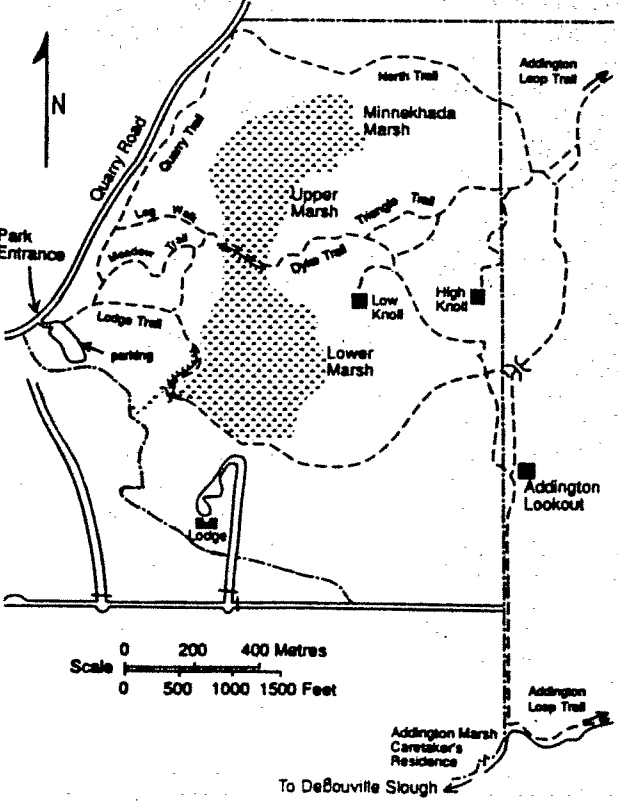 Addington
Loop Trail
North Trail
N
Minnekhada
Marsh
Quarry Road
Quarry Trail
Upper
Marsh
Triangle Trail
Log Walk
Park
Entrance
Meadow Trail
Dyke Trail
Low
Knoll
High
Knoll
Lodge Trail
parking
Lower
Marsh
Addington
Lookout
Lodge
0 200 400 Metres
Scale
0 500 1000 1500 Feet
Addington
Loop Trail
Addington Marsh
Caretaker's
Residence
To DeBouville Slough